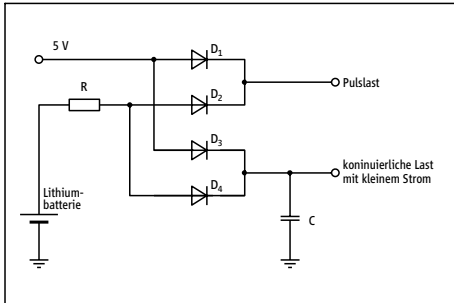 5 V
D1
R
Pulslast
D2
D3
koninuierliche Last
mit kleinem Strom
Lithium-
batterie
D4
C